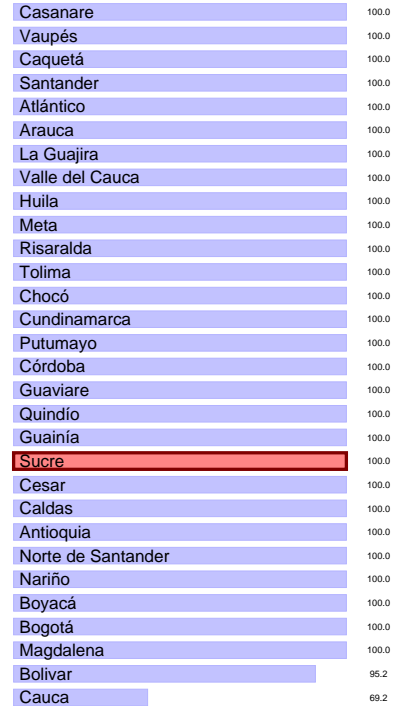 Casanare 100.0
Vaupés 100.0
Caquetá 100.0
Santander 100.0
Atlántico 100.0
Arauca 100.0
La Guajira 100.0
Valle del Cauca 100.0
Huila 100.0
Meta 100.0
Risaralda 100.0
Tolima 100.0
Chocó 100.0
Cundinamarca 100.0
Putumayo 100.0
Córdoba 100.0
Guaviare 100.0
Quindío 100.0
Guainía 100.0
Sucre 100.0
Cesar 100.0
Caldas 100.0
Antioquia 100.0
Norte de Santander 100.0
Nariño 100.0
Boyacá 100.0
Bogotá 100.0
Magdalena 100.0
Bolivar 95.2
Cauca 69.2